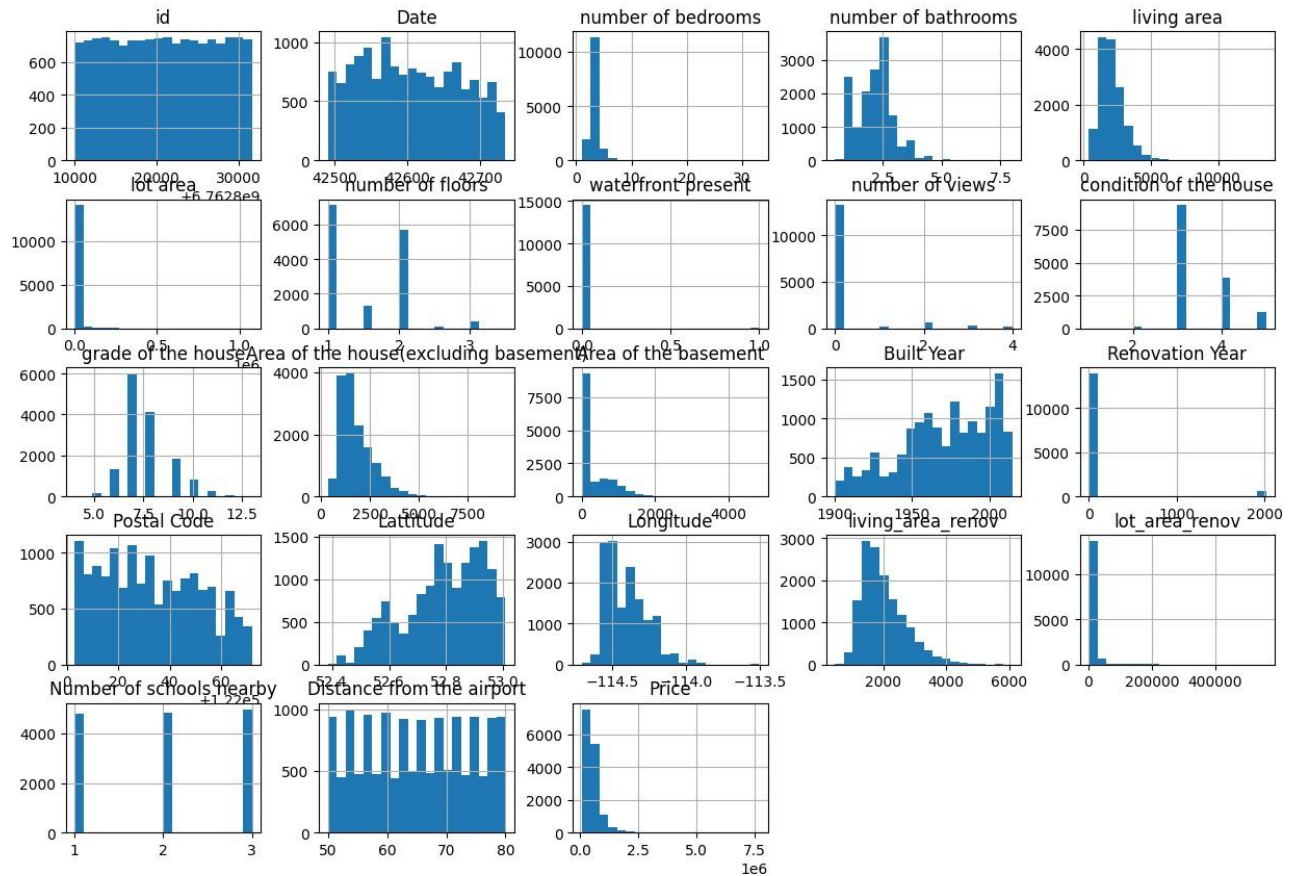 id
Date
number of bedrooms
number of bathrooms
living area
600
400
200
0
10000 20000 30000
+6.7628e9
1000
500
0
42500 42600 42700
10000
5000
0
0 10 20 30
3000
2000
1000
0
2.5 5.0 7.5
4000
2000
0
5000 10000
lot area
number of floors
waterfront present
number of views
condition of the house
10000
5000
0
0.0 0.5 1.0
1e6
6000
4000
2000
0
1 2 3
15000
10000
5000
0
0.0 0.5 1.0
10000
5000
0
0 2 4
7500
5000
2500
0
2 4
grade of the house
Area of the house(excluding basement)
Area of the basement
Built Year
Renovation Year
6000
4000
2000
0
5.0 7.5 10.0 12.5
4000
2000
0
0 2500 5000 7500
7500
5000
2500
0
0 2000 4000
1500
1000
500
0
1900 1950 2000
10000
5000
0
0 1000 2000
Postal Code
Lattitude
Longitude
living_area_renov
lot_area_renov
1000
500
0
20 40 60
+1.22e5
1500
1000
500
0
52.4 52.6 52.8 53.0
3000
2000
1000
0
−114.5 −114.0 −113.5
3000
2000
1000
0
2000 4000 6000
10000
5000
0
0 200000 400000
Number of schools nearby
Distance from the airport
Price
4000
2000
0
1 2 3
1000
500
0
50 60 70 80
6000
4000
2000
0
0.0 2.5 5.0 7.5
1e6